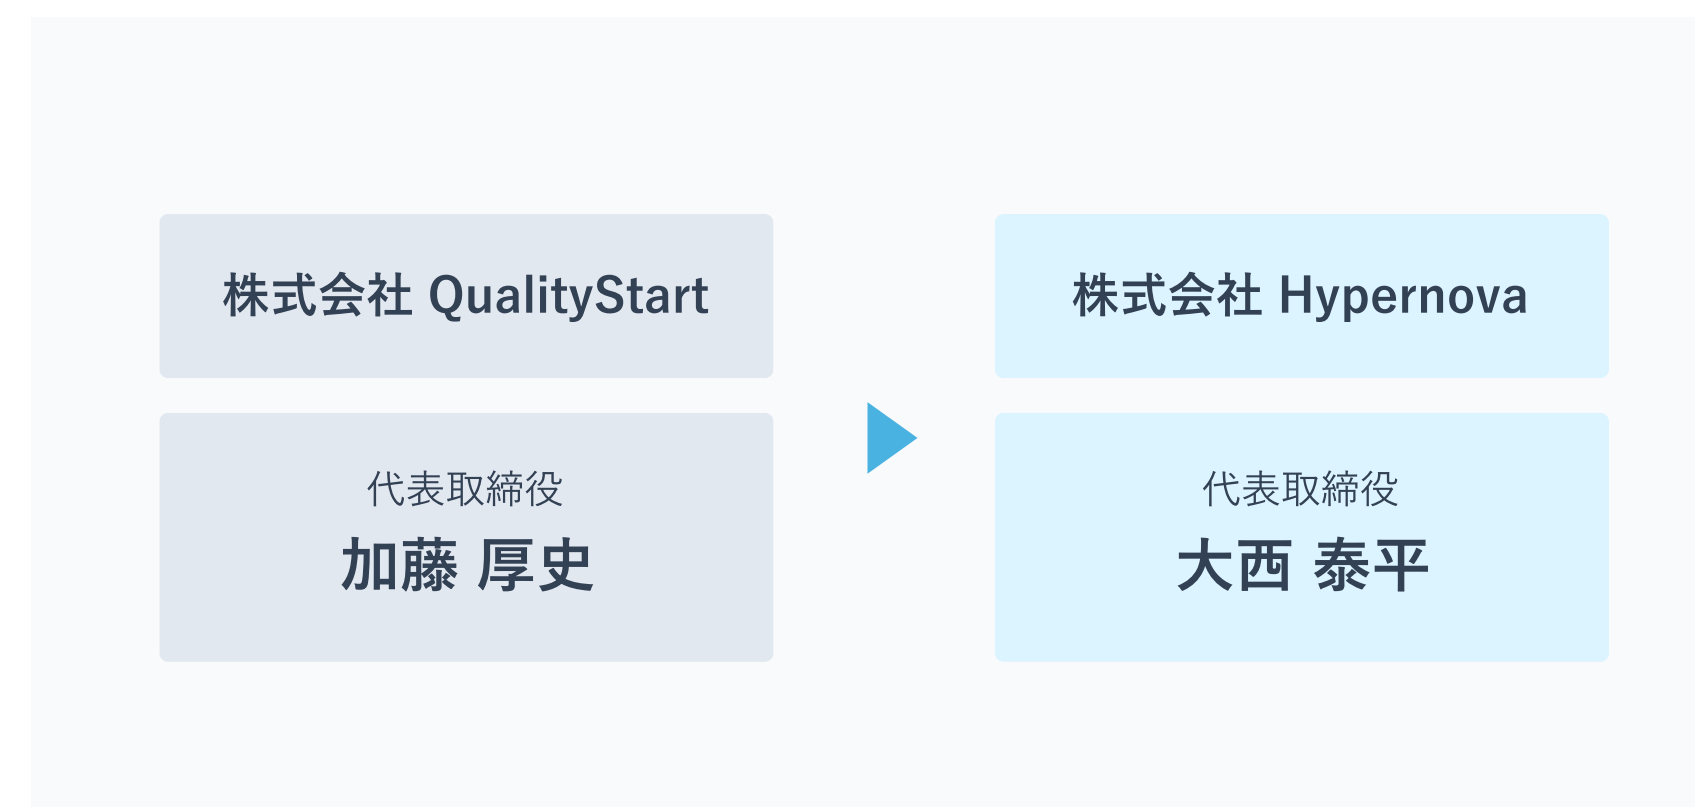 株式会社 QualityStart
代表取締役
加藤 厚史
株式会社 Hypernova
代表取締役
大西 泰平